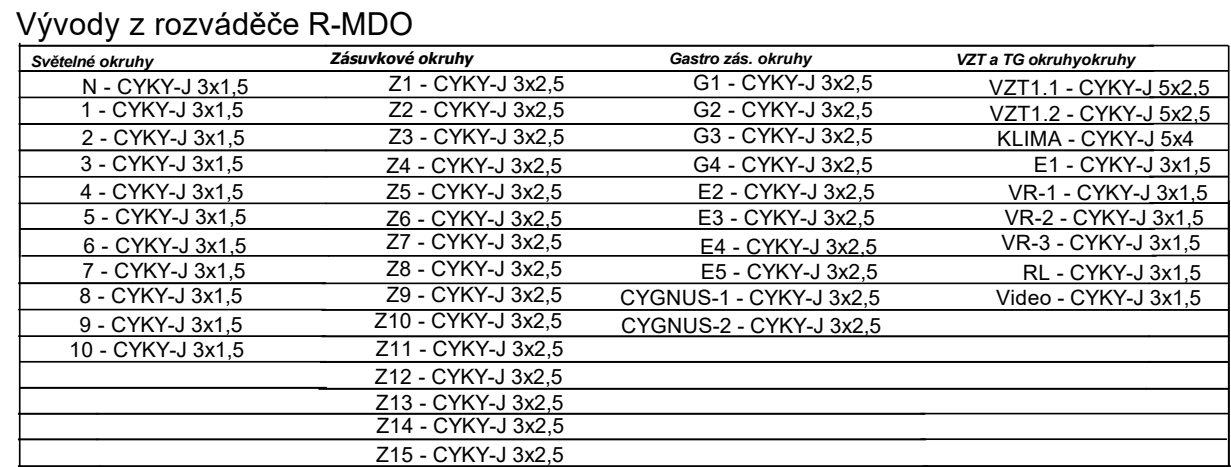 Vývody z rozváděče R-MDO
Světelné okruhy Zásuvkové okruhy Gastro zás. okruhy VZT a TG okruhyokruhy
N - CYKY-J 3x1,5 Z1 - CYKY-J 3x2,5 G1 - CYKY-J 3x2,5 VZT1.1 - CYKY-J 5x2,5
1 - CYKY-J 3x1,5 Z2 - CYKY-J 3x2,5 G2 - CYKY-J 3x2,5 VZT1.2 - CYKY-J 5x2,5
2 - CYKY-J 3x1,5 Z3 - CYKY-J 3x2,5 G3 - CYKY-J 3x2,5 KLIMA - CYKY-J 5x4
3 - CYKY-J 3x1,5 Z4 - CYKY-J 3x2,5 G4 - CYKY-J 3x2,5 E1 - CYKY-J 3x1,5
4 - CYKY-J 3x1,5 Z5 - CYKY-J 3x2,5 E2 - CYKY-J 3x2,5 VR-1 - CYKY-J 3x1,5
5 - CYKY-J 3x1,5 Z6 - CYKY-J 3x2,5 E3 - CYKY-J 3x2,5 VR-2 - CYKY-J 3x1,5
6 - CYKY-J 3x1,5 Z7 - CYKY-J 3x2,5 E4 - CYKY-J 3x2,5 VR-3 - CYKY-J 3x1,5
7 - CYKY-J 3x1,5 Z8 - CYKY-J 3x2,5 E5 - CYKY-J 3x2,5 RL - CYKY-J 3x1,5
8 - CYKY-J 3x1,5 Z9 - CYKY-J 3x2,5 CYGNUS-1 - CYKY-J 3x2,5 Video - CYKY-J 3x1,5
9 - CYKY-J 3x1,5 Z10 - CYKY-J 3x2,5 CYGNUS-2 - CYKY-J 3x2,5
10 - CYKY-J 3x1,5 Z11 - CYKY-J 3x2,5
Z12 - CYKY-J 3x2,5
Z13 - CYKY-J 3x2,5
Z14 - CYKY-J 3x2,5
Z15 - CYKY-J 3x2,5